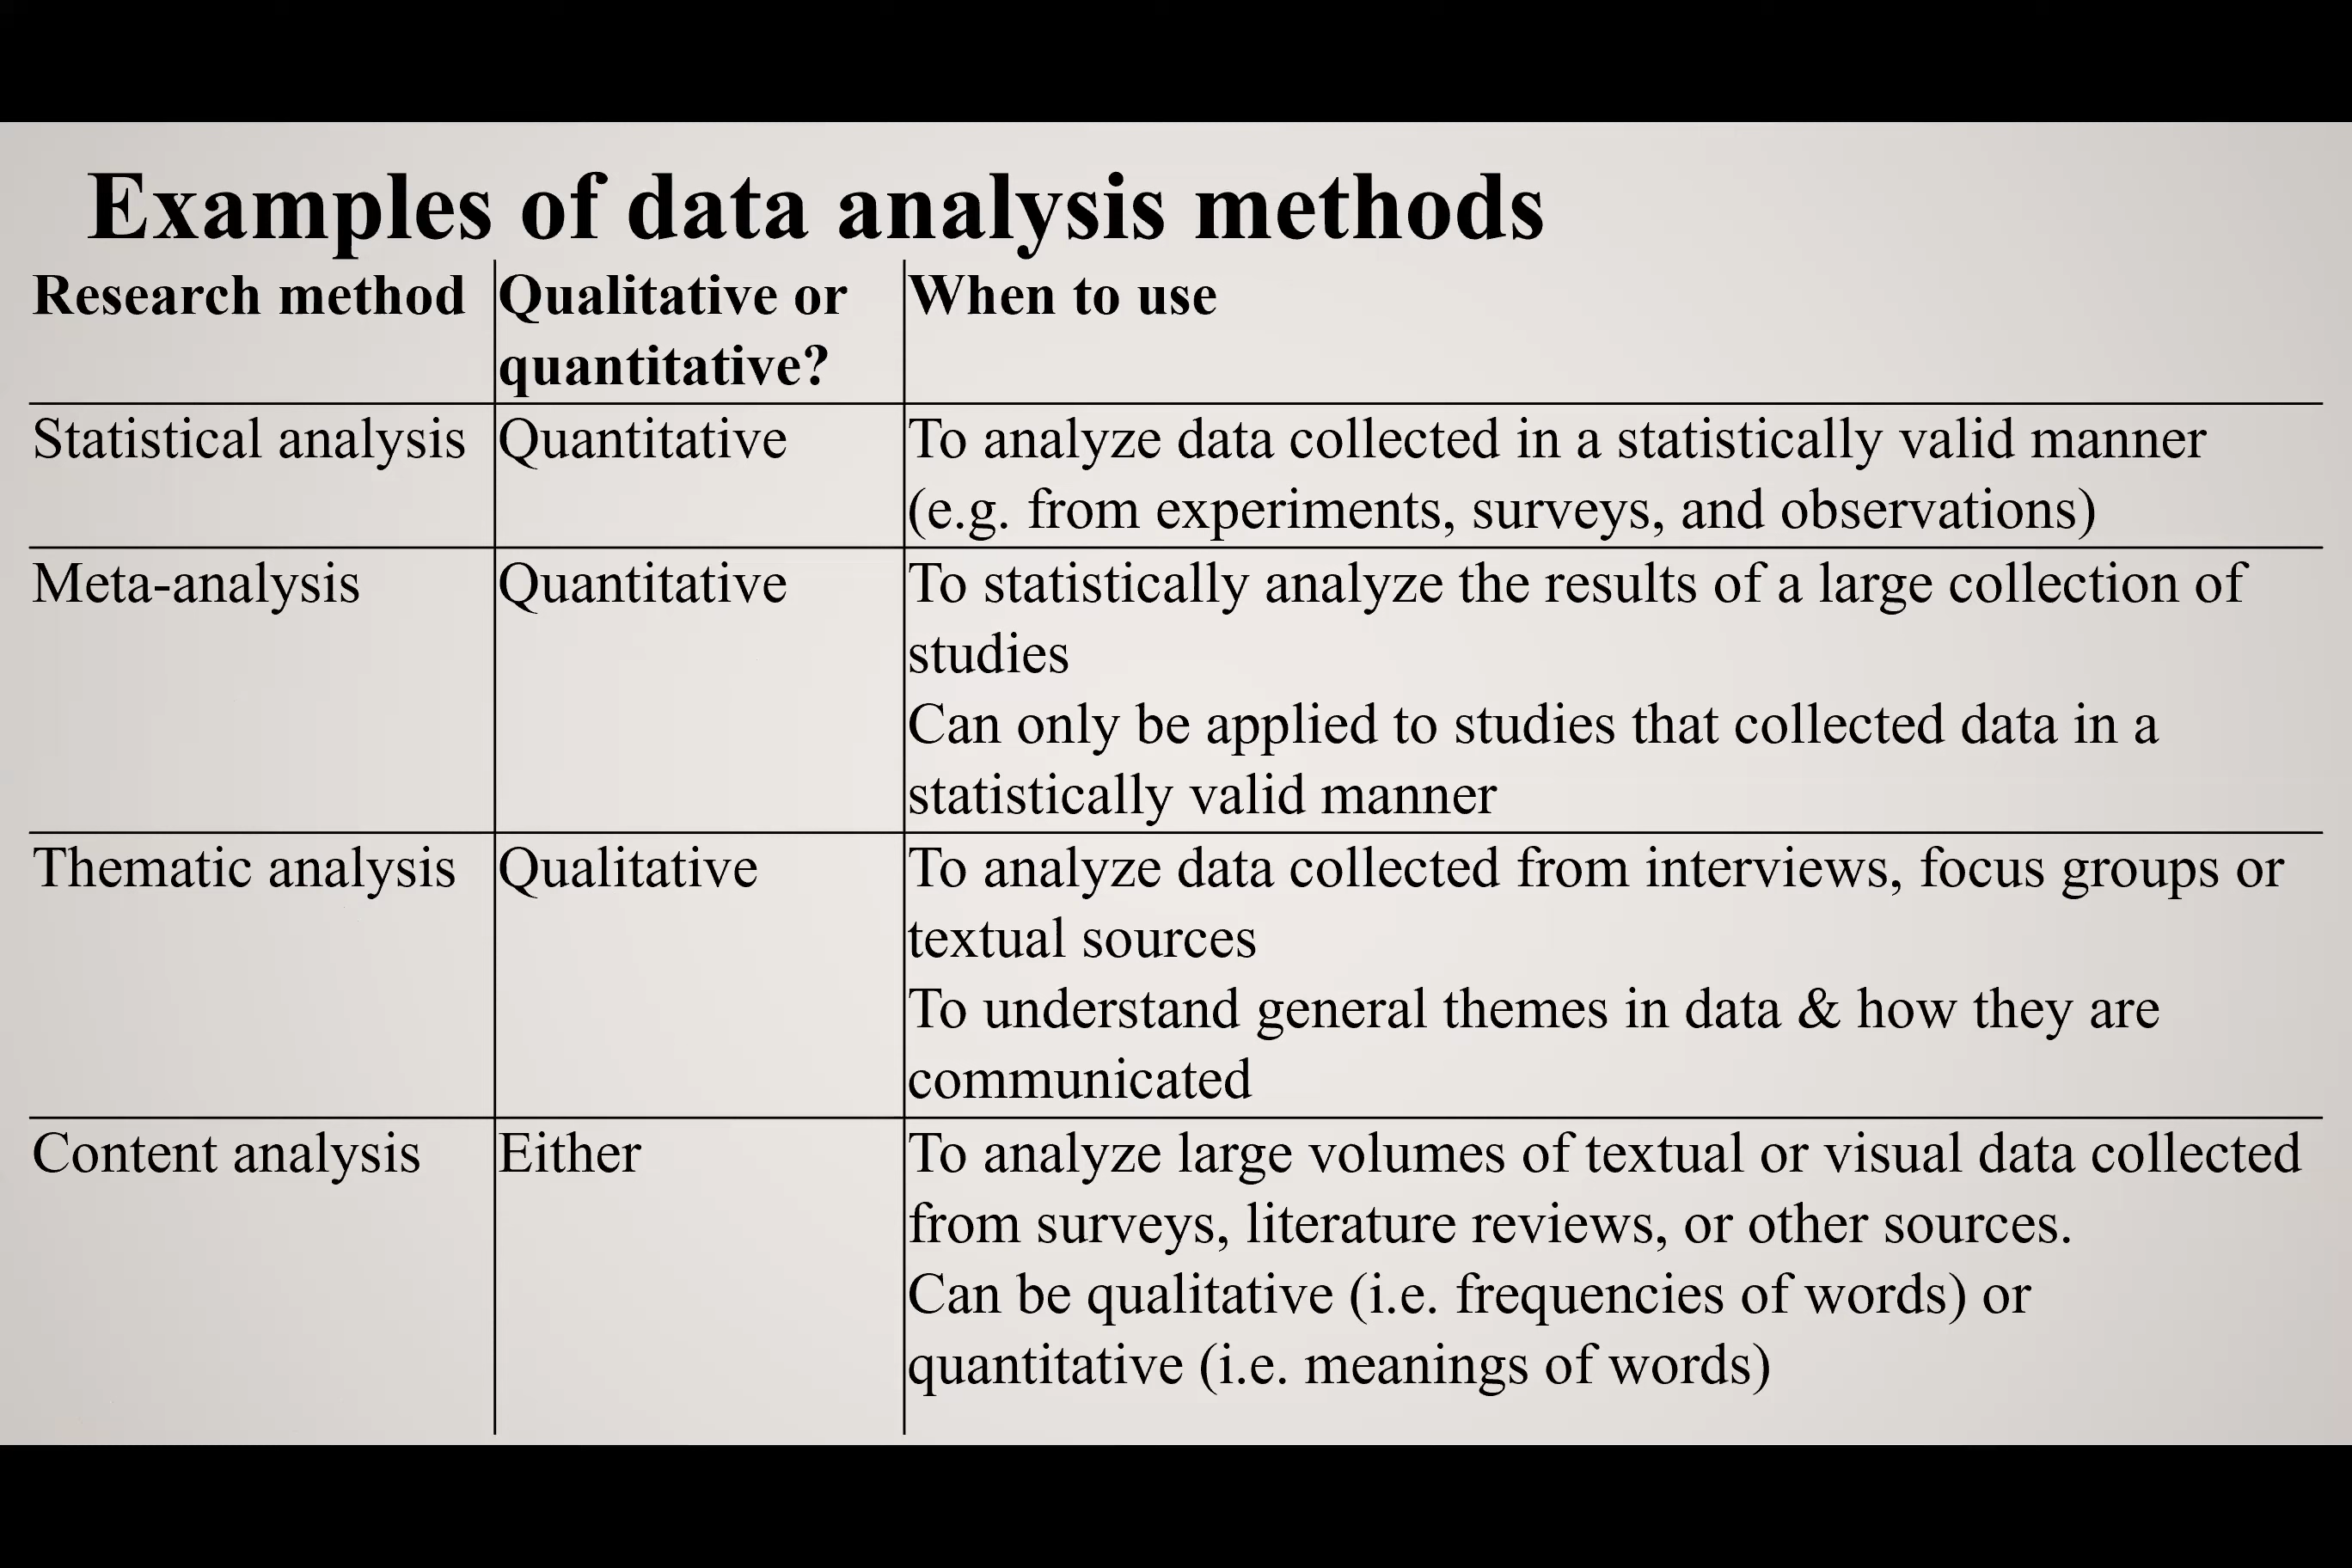 Examples of data analysis methods
Research method
Qualitative or
quantitative?
When to use
Statistical analysis
Quantitative
To analyze data collected in a statistically valid manner
(e.g. from experiments, surveys, and observations)
Meta-analysis
Quantitative
To statistically analyze the results of a large collection of
studies
Can only be applied to studies that collected data in a
statistically valid manner
Thematic analysis
Qualitative
To analyze data collected from interviews, focus groups or
textual sources
To understand general themes in data & how they are
communicated
Content analysis
Either
To analyze large volumes of textual or visual data collected
from surveys, literature reviews, or other sources.
Can be qualitative (i.e. frequencies of words) or
quantitative (i.e. meanings of words)